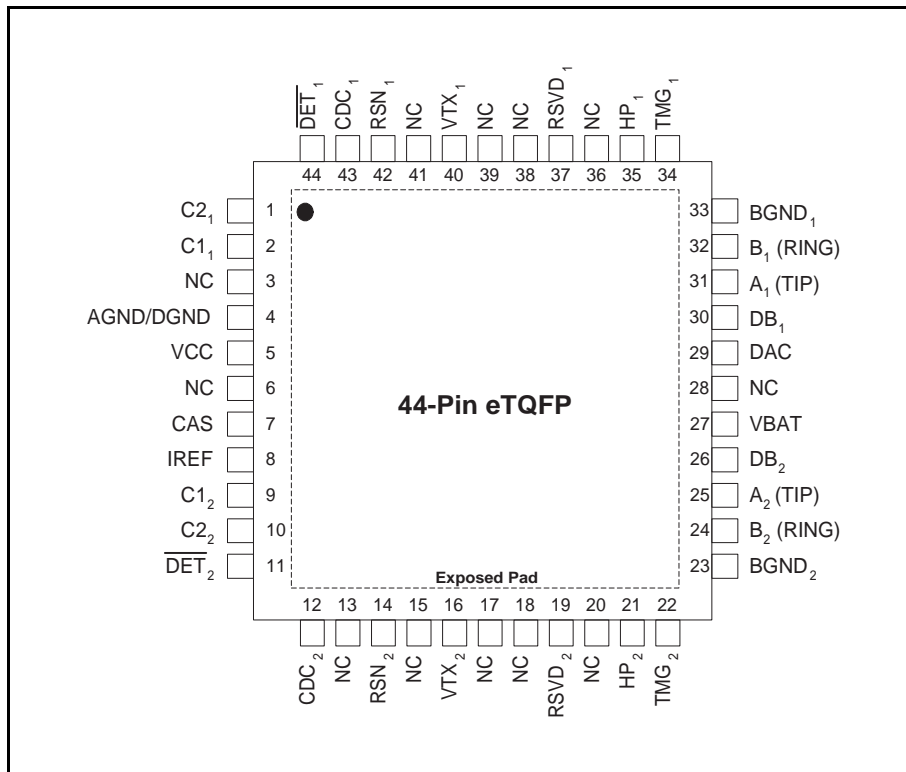 DET₁ CDC₁ RSN₁ NC VTX₁ NC NC RSVD₁ NC HP₁ TMG₁
44 43 42 41 40 39 38 37 36 35 34
C2₁ 1 33 BGND₁
C1₁ 2 32 B₁ (RING)
NC 3 31 A₁ (TIP)
AGND/DGND 4 30 DB₁
VCC 5 29 DAC
NC 6 28 NC
44-Pin eTQFP
CAS 7 27 VBAT
IREF 8 26 DB₂
C1₂ 9 25 A₂ (TIP)
C2₂ 10 24 B₂ (RING)
DET₂ 11 23 BGND₂
Exposed Pad
12 13 14 15 16 17 18 19 20 21 22
CDC₂ NC RSN₂ NC VTX₂ NC NC RSVD₂ NC HP₂ TMG₂